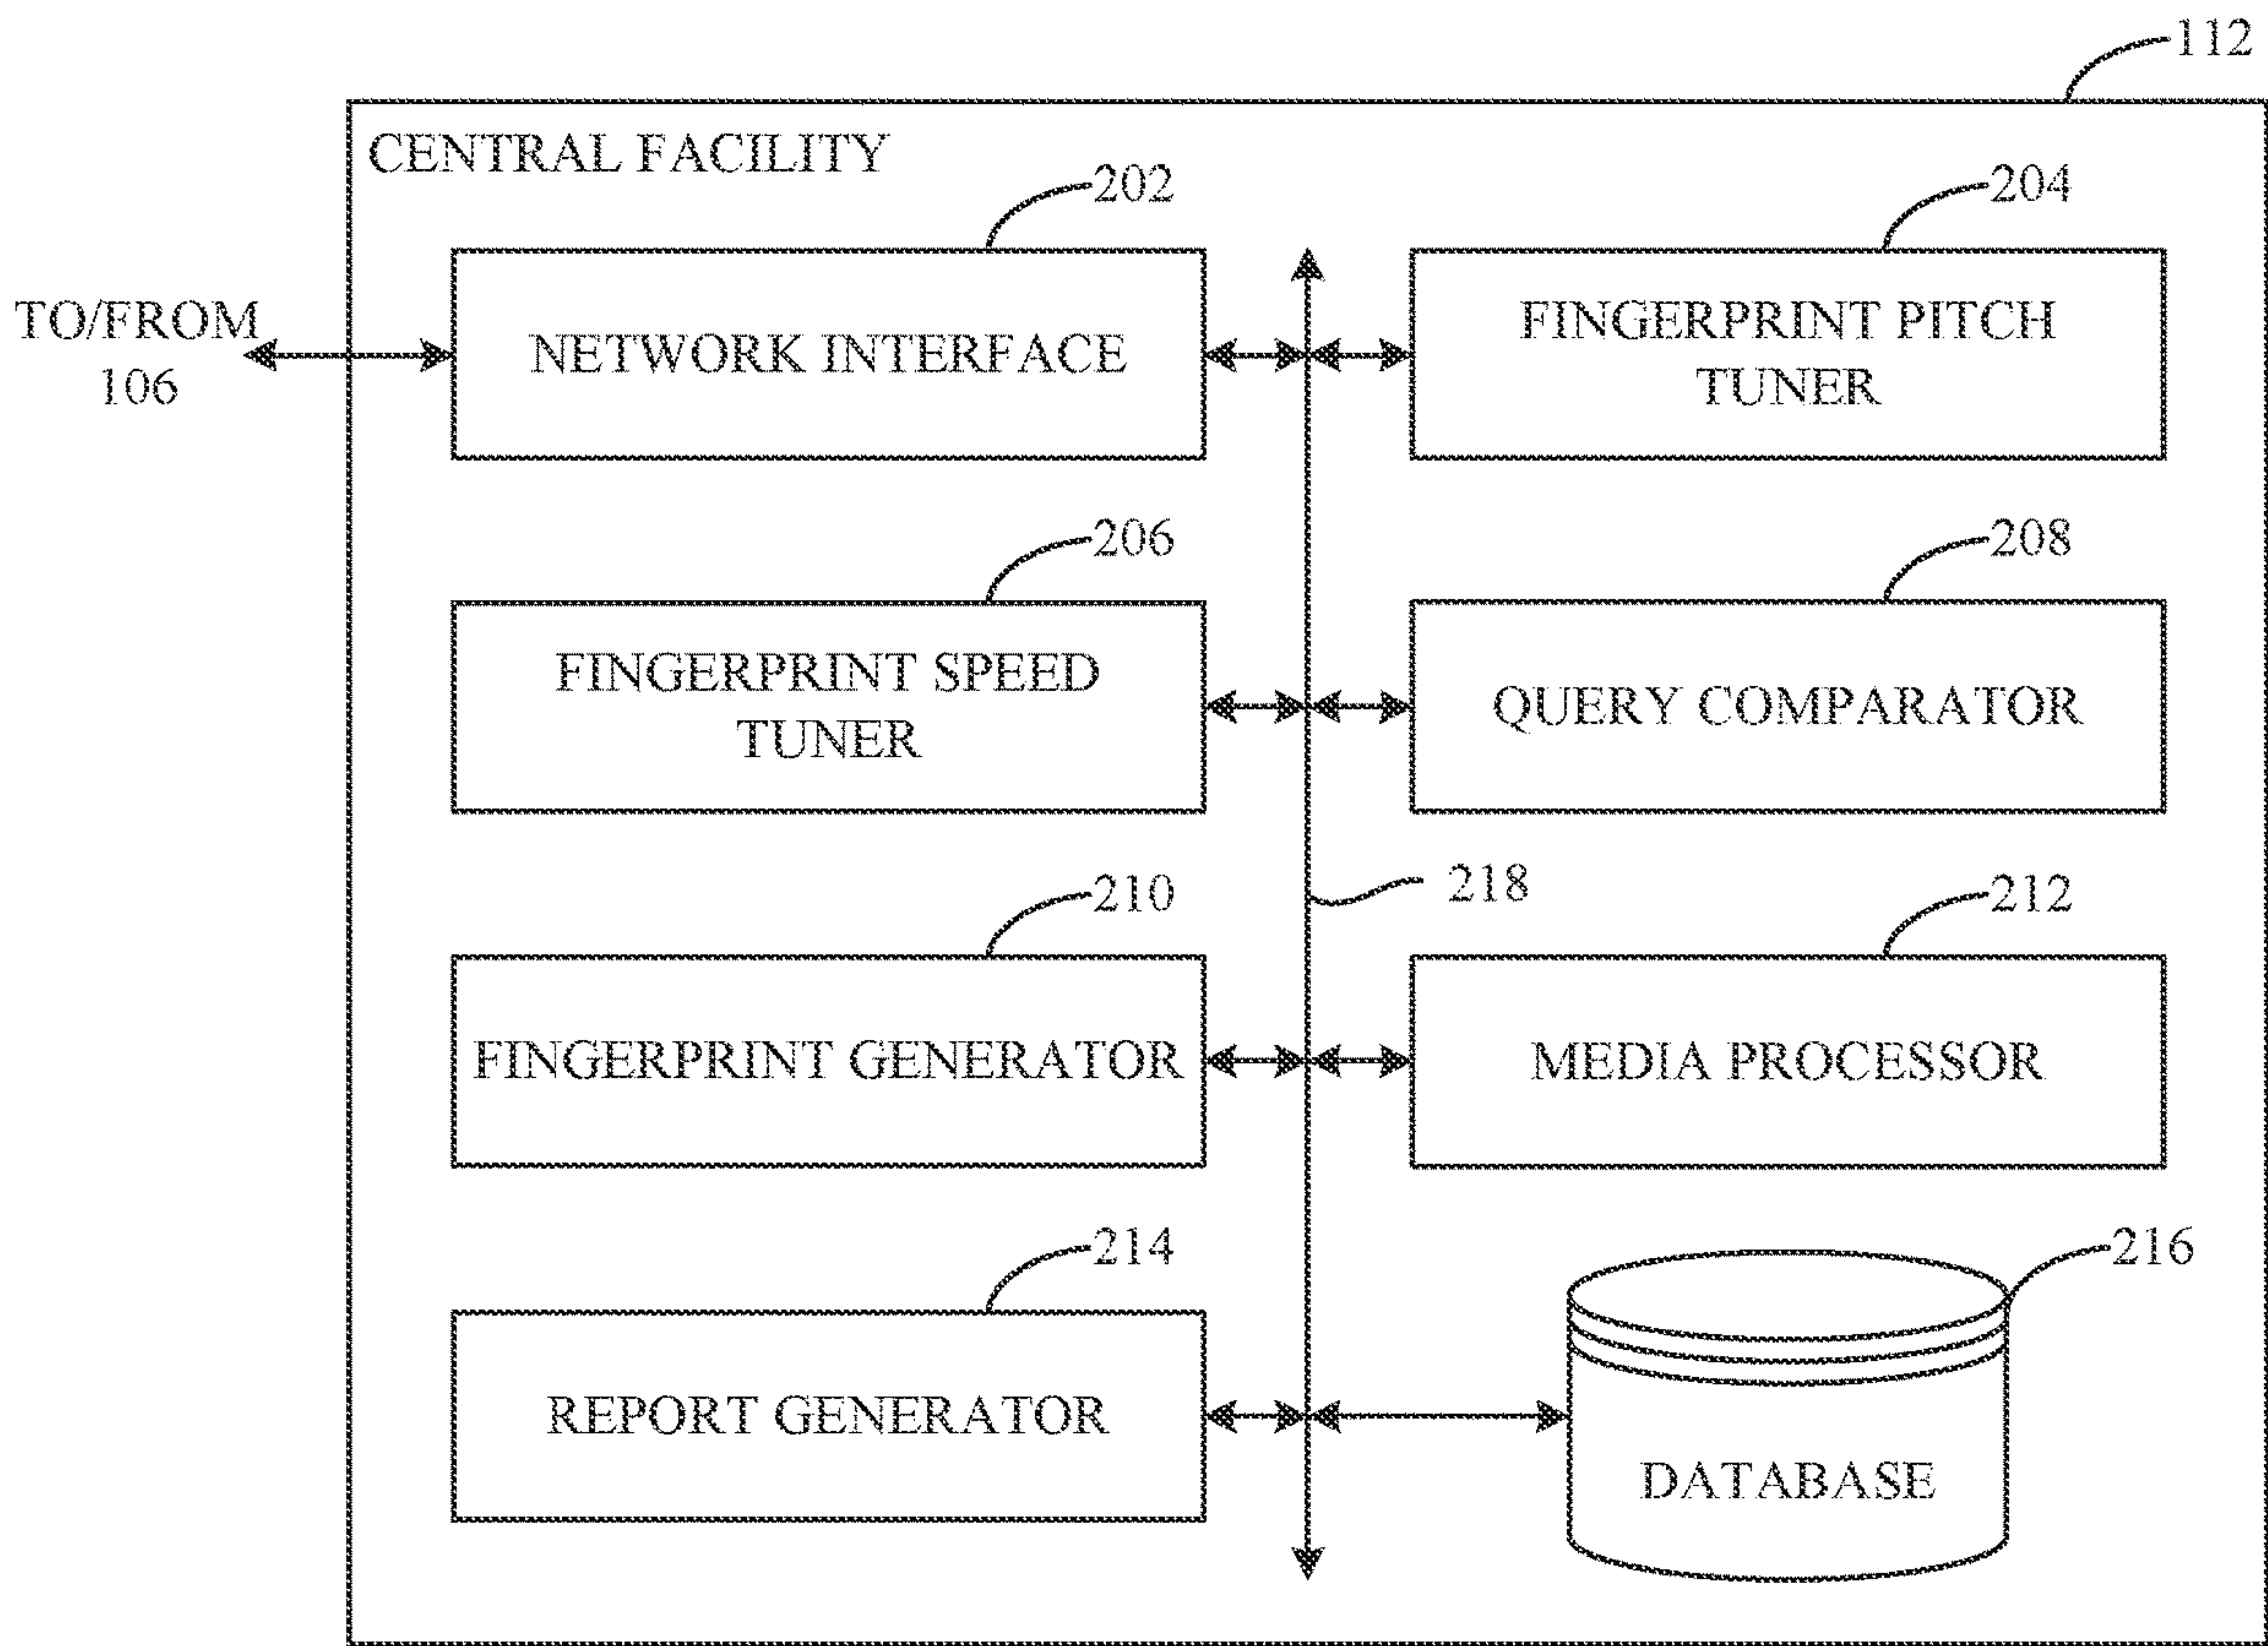 112
CENTRAL FACILITY
202
204
TO/FROM
106
NETWORK INTERFACE
FINGERPRINT PITCH
TUNER
206
208
FINGERPRINT SPEED
TUNER
QUERY COMPARATOR
218
210
212
FINGERPRINT GENERATOR
MEDIA PROCESSOR
214
216
REPORT GENERATOR
DATABASE